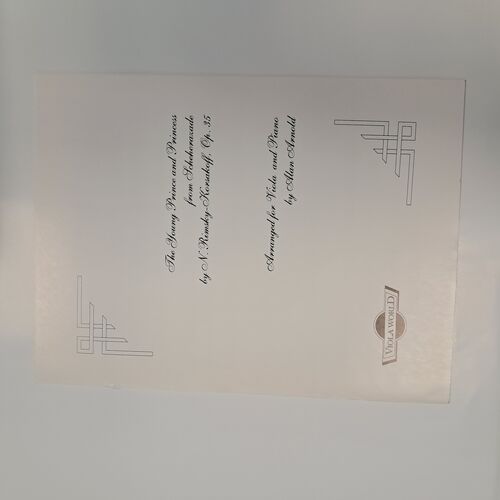 The Young Prince and Princess
from Scheherazade
by N. Rimsky-Korsakoff, Op. 35
Arranged for Viola and Piano
by Alan Arnold
VIOLA WORLD